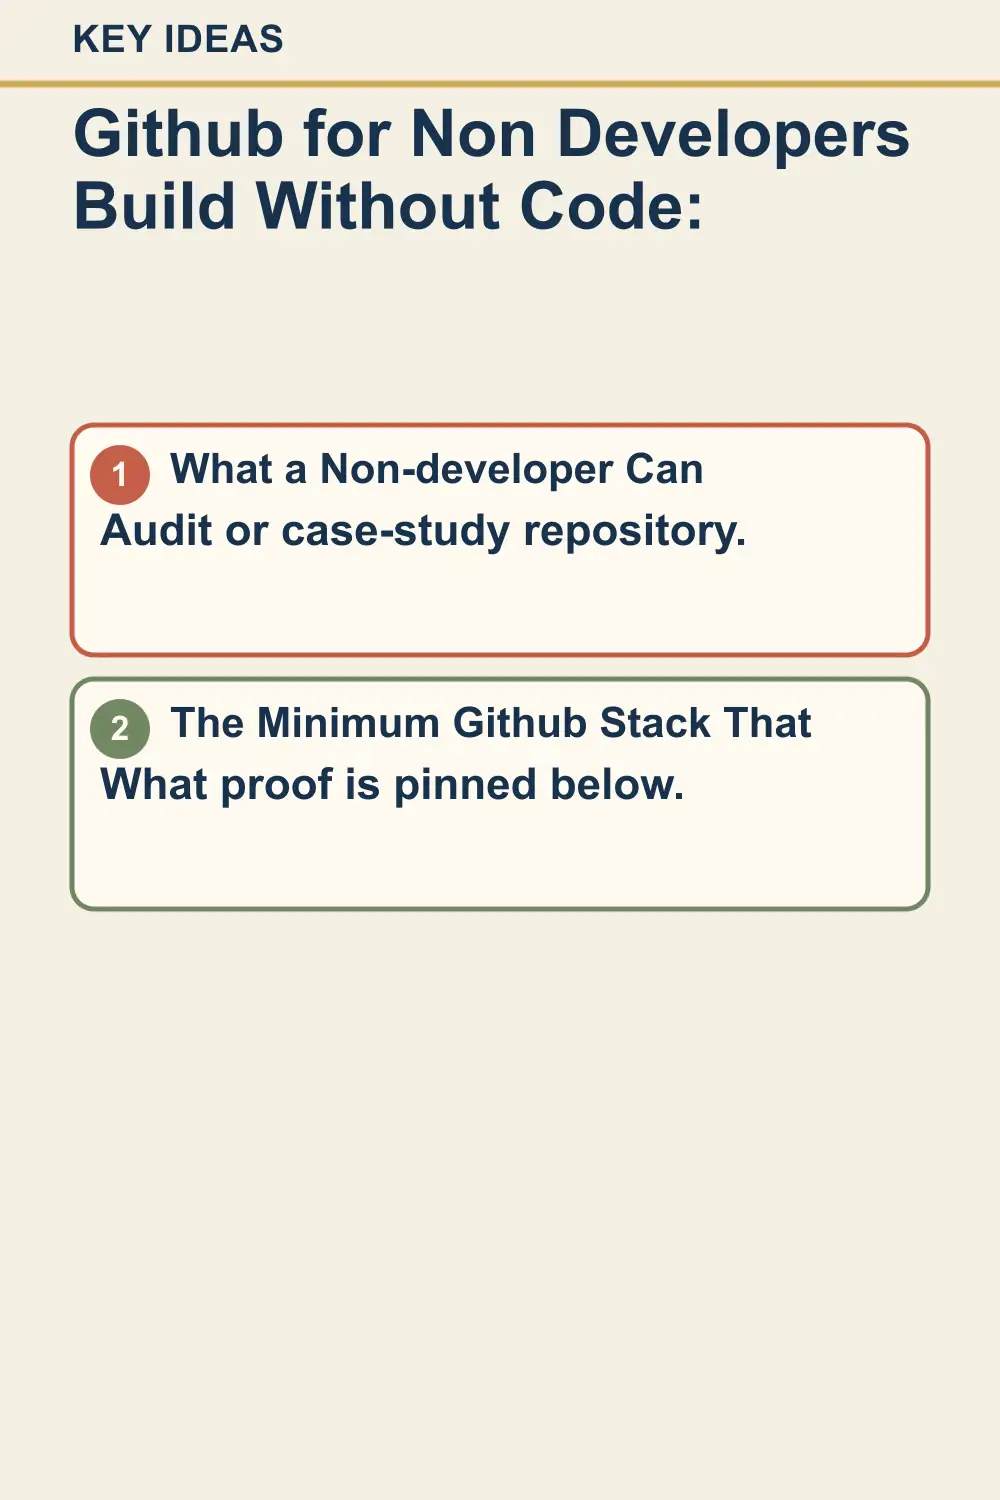 KEY IDEAS
Github for Non Developers
Build Without Code:
1 What a Non-developer Can
Audit or case-study repository.
2 The Minimum Github Stack That
What proof is pinned below.